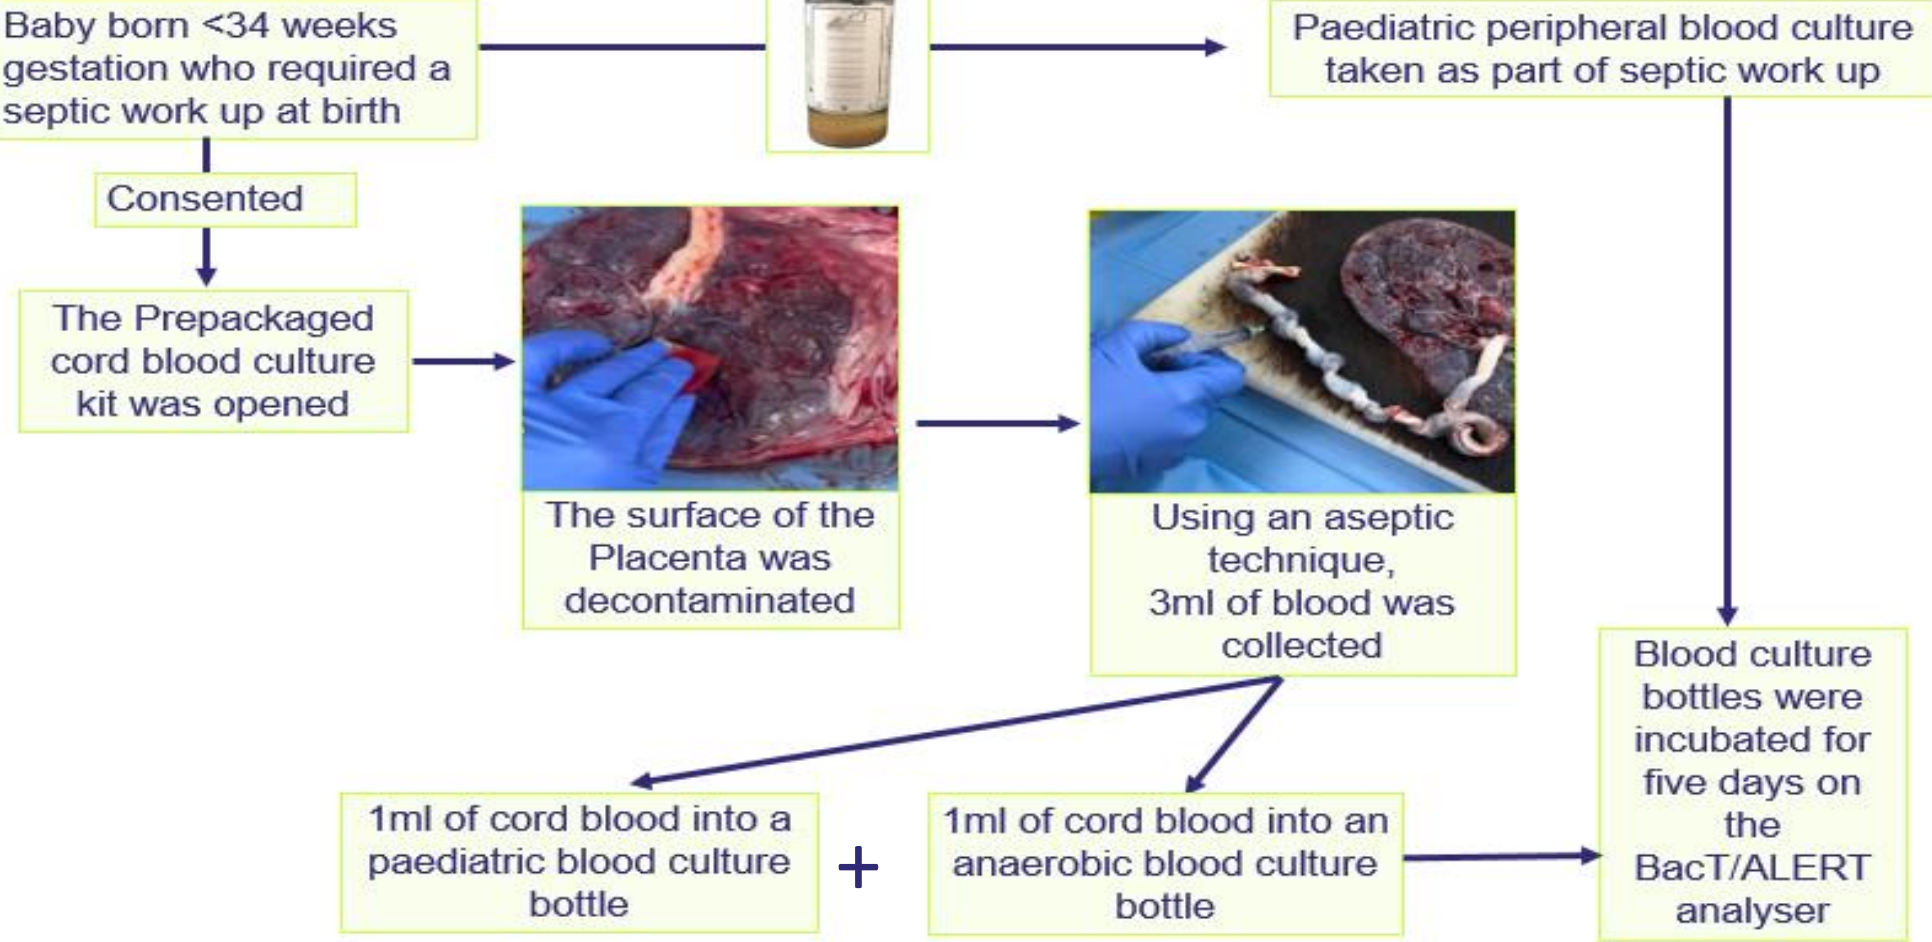 Baby born <34 weeks
gestation who required a
septic work up at birth
Paediatric peripheral blood culture
taken as part of septic work up
Consented
The Prepackaged
cord blood culture
kit was opened
The surface of the
Placenta was
decontaminated
Using an aseptic
technique,
3ml of blood was
collected
1ml of cord blood into a
paediatric blood culture
bottle
+
1ml of cord blood into an
anaerobic blood culture
bottle
Blood culture
bottles were
incubated for
five days on
the
BacT/ALERT
analyser